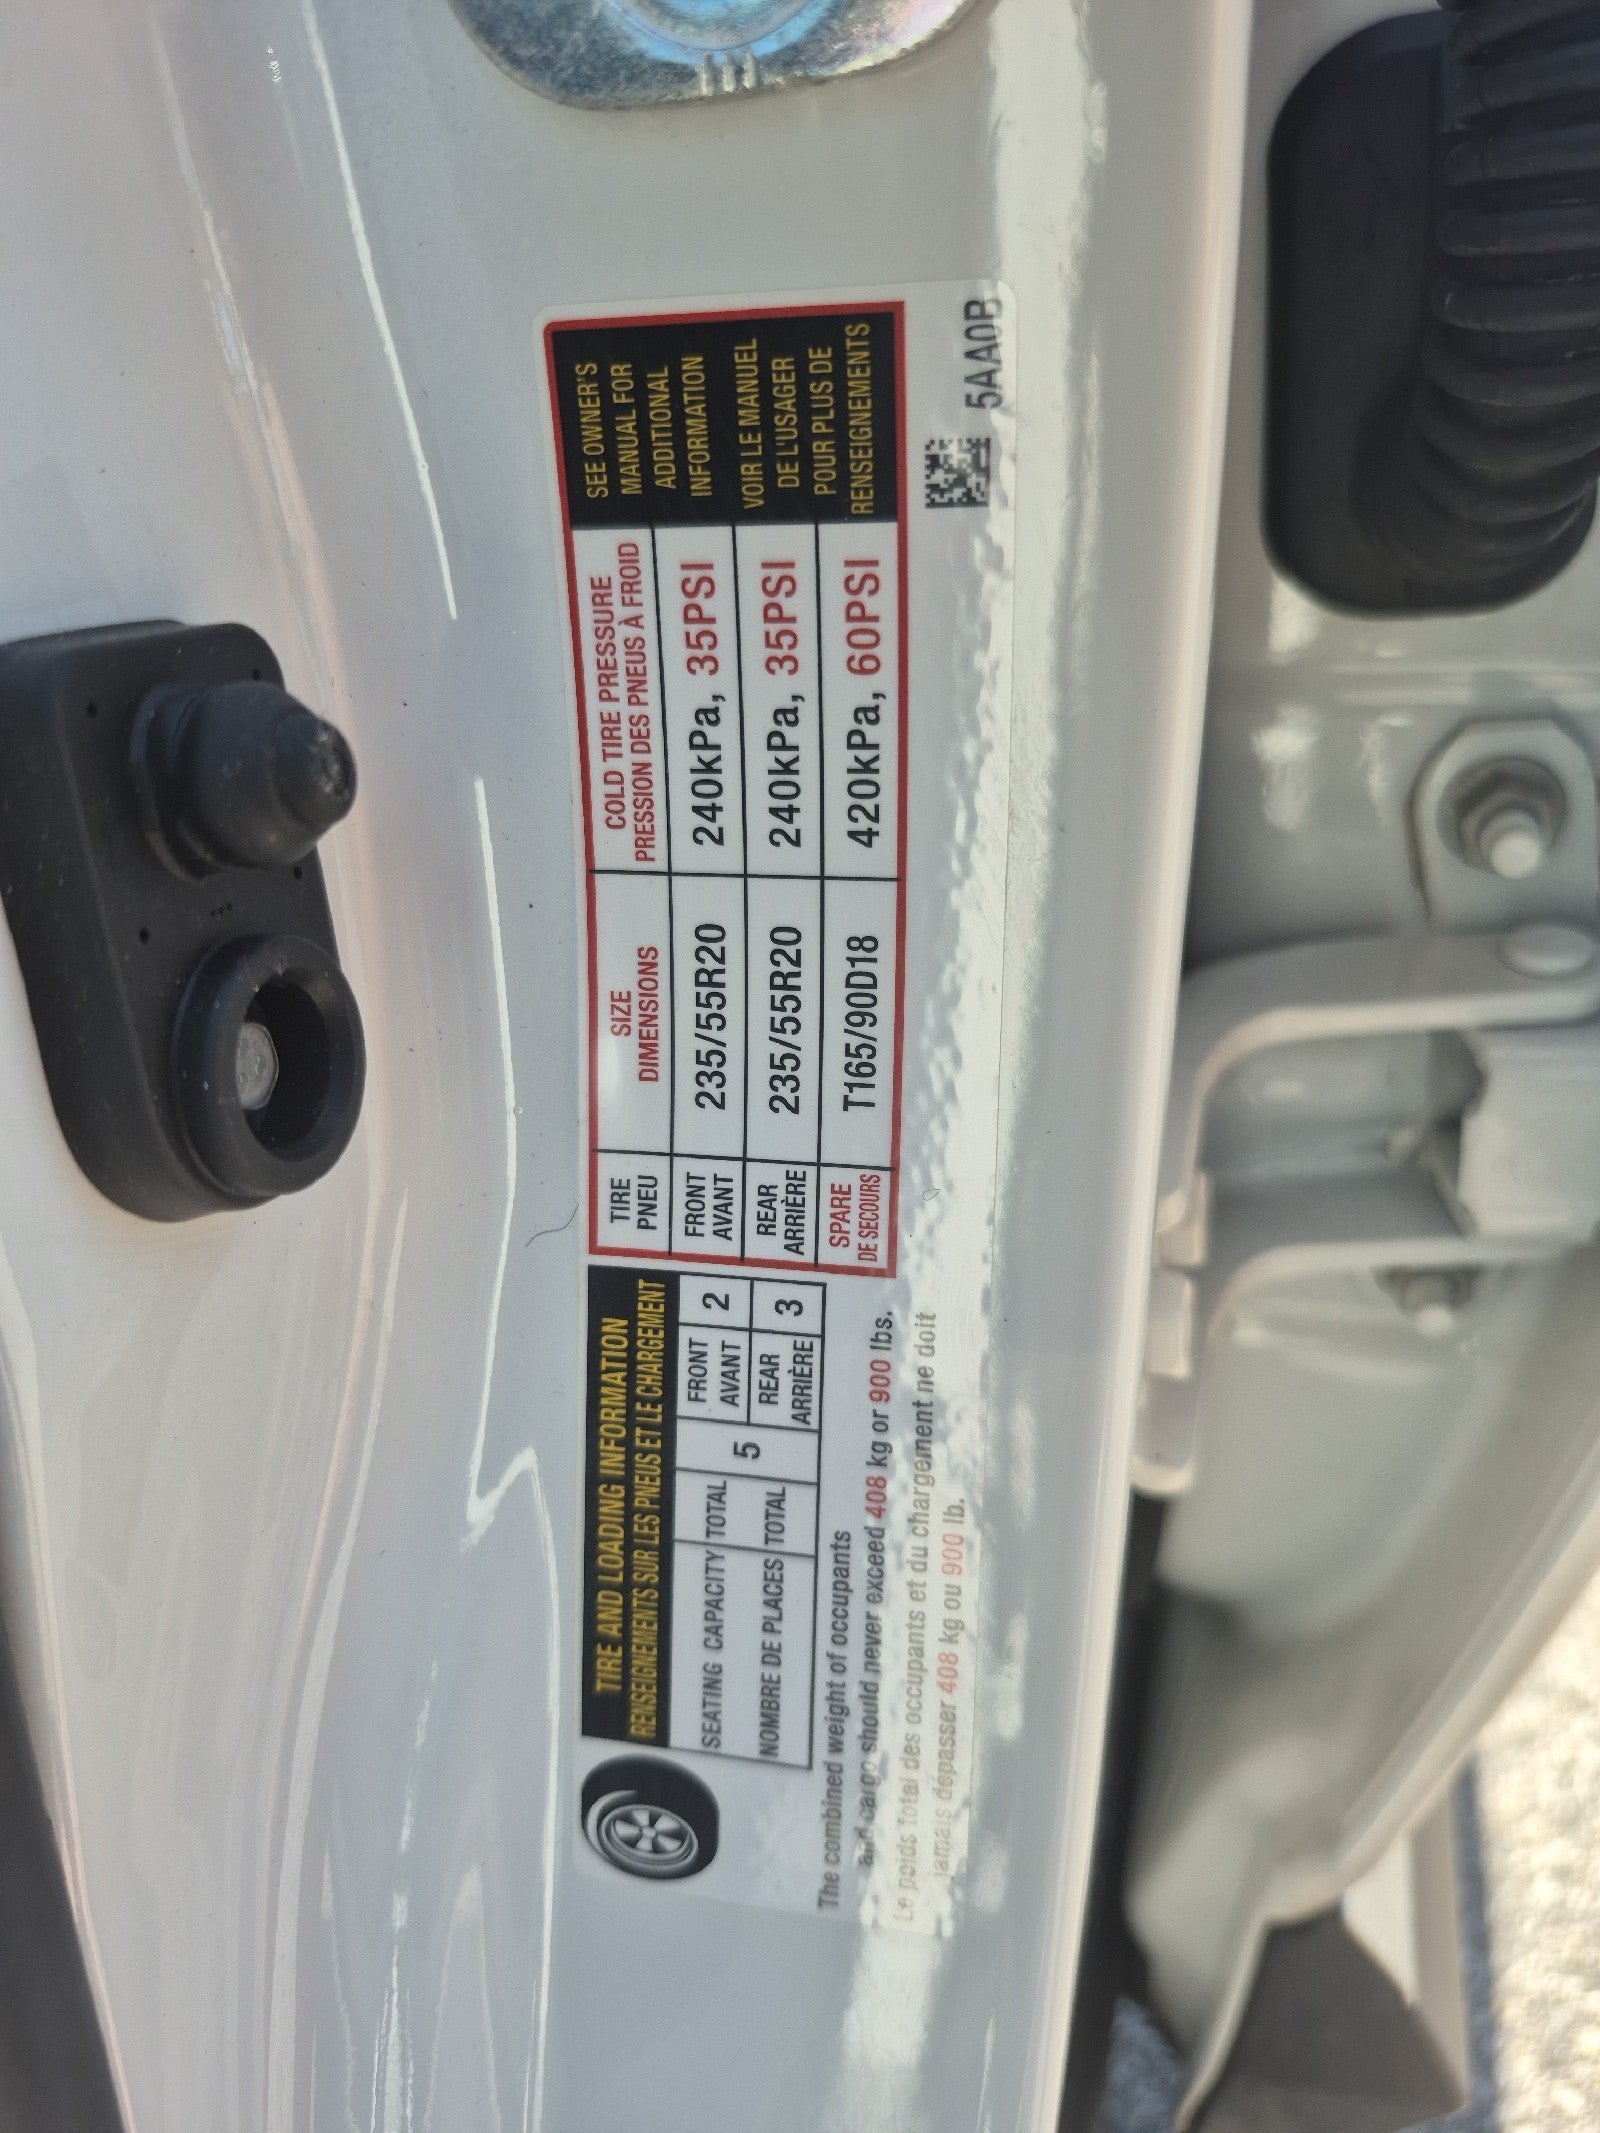 TIRE AND LOADING INFORMATION
RENSEIGNEMENTS SUR LES PNEUS ET LE CHARGEMENT
SEATING CAPACITY TOTAL 5 FRONT AVANT 2
NOMBRE DE PLACES TOTAL REAR ARRIÈRE 3
The combined weight of occupants
and cargo should never exceed 408 kg or 900 lbs.
Le poids total des occupants et du chargement ne doit
jamais dépasser 408 kg ou 900 lb.
TIRE
PNEU
SIZE
DIMENSIONS
COLD TIRE PRESSURE
PRESSION DES PNEUS À FROID
FRONT
AVANT
235/55R20
240kPa, 35PSI
REAR
ARRIÈRE
235/55R20
240kPa, 35PSI
SPARE
DE SECOURS
T165/90D18
420kPa, 60PSI
SEE OWNER'S
MANUAL FOR
ADDITIONAL
INFORMATION
VOIR LE MANUEL
DE L'USAGER
POUR PLUS DE
RENSEIGNEMENTS
5AA0B